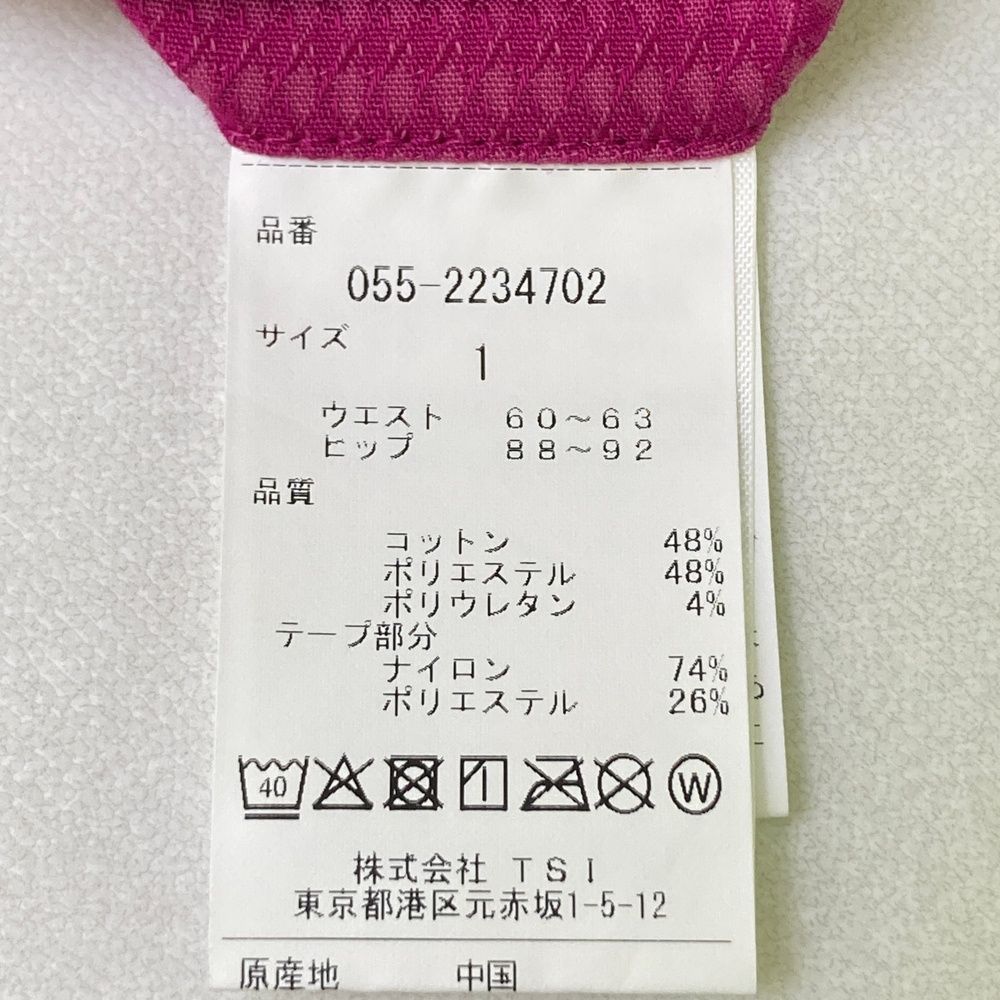 品番
055-2234702
サイズ
1
ウエスト 60~63
ヒップ 88~92
品質
コットン 48%
ポリエステル 48%
ポリウレタン 4%
テープ部分
ナイロン 74%
ポリエステル 26%
40
W
株式会社 TSI
東京都港区元赤坂1-5-12
原産地 中国